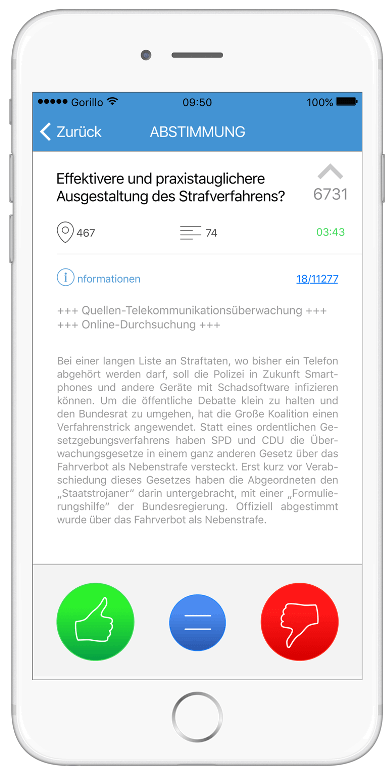 Gorillo 09:50 100%
Zurück ABSTIMMUNG
Effektivere und praxistauglichere
Ausgestaltung des Strafverfahrens?
6731
467 74 03:43
nformationen 18/11277
+++ Quellen-Telekommunikationsüberwachung +++
+++ Online-Durchsuchung +++
Bei einer langen Liste an Straftaten, wo bisher ein Telefon
abgehört werden darf, soll die Polizei in Zukunft Smart-
phones und andere Geräte mit Schadsoftware infizieren
können. Um die öffentliche Debatte klein zu halten und
den Bundesrat zu umgehen, hat die Große Koalition einen
Verfahrenstrick angewendet. Statt eines ordentlichen Ge-
setzgebungsverfahrens haben SPD und CDU die Über-
wachungsgesetze in einem ganz anderen Gesetz über das
Fahrverbot als Nebenstrafe versteckt. Erst kurz vor Verab-
schiedung dieses Gesetzes haben die Abgeordneten den
„Staatstrojaner" darin untergebracht, mit einer „Formulie-
rungshilfe" der Bundesregierung. Offiziell abgestimmt
wurde über das Fahrverbot als Nebenstrafe.